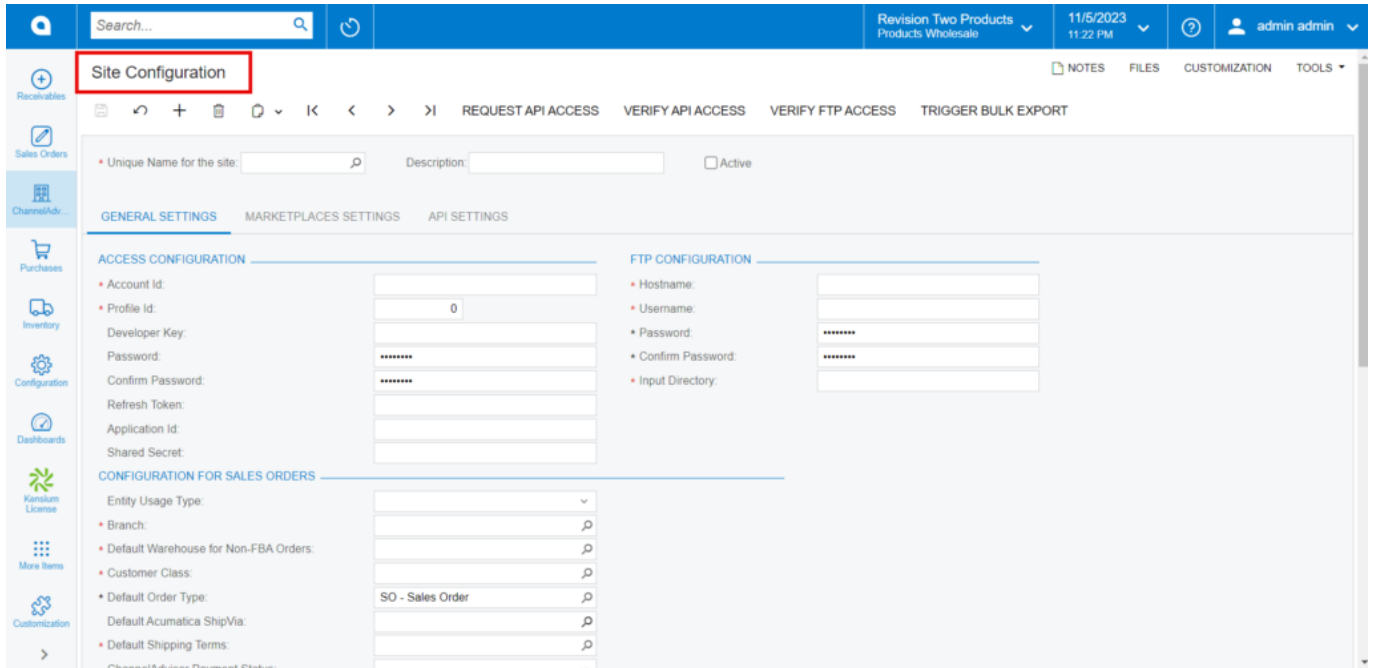 Search...
Revision Two Products
Products Wholesale
11/5/2023
11:22 PM
admin admin
Receivables
Sales Orders
ChannelAdv...
Purchases
Inventory
Configuration
Dashboards
Kensium
License
More Items
Customization
Site Configuration
NOTES FILES CUSTOMIZATION TOOLS
REQUEST API ACCESS VERIFY API ACCESS VERIFY FTP ACCESS TRIGGER BULK EXPORT
* Unique Name for the site: Description: Active
GENERAL SETTINGS MARKETPLACES SETTINGS API SETTINGS
ACCESS CONFIGURATION
* Account Id:
* Profile Id: 0
Developer Key:
Password: ••••••••
Confirm Password: ••••••••
Refresh Token:
Application Id:
Shared Secret:
FTP CONFIGURATION
* Hostname:
* Username:
* Password: ••••••••
* Confirm Password: ••••••••
* Input Directory:
CONFIGURATION FOR SALES ORDERS
Entity Usage Type:
* Branch:
* Default Warehouse for Non-FBA Orders:
* Customer Class:
* Default Order Type: SO - Sales Order
Default Acumatica ShipVia:
* Default Shipping Terms:
ChannelAdvisor Payment Status: